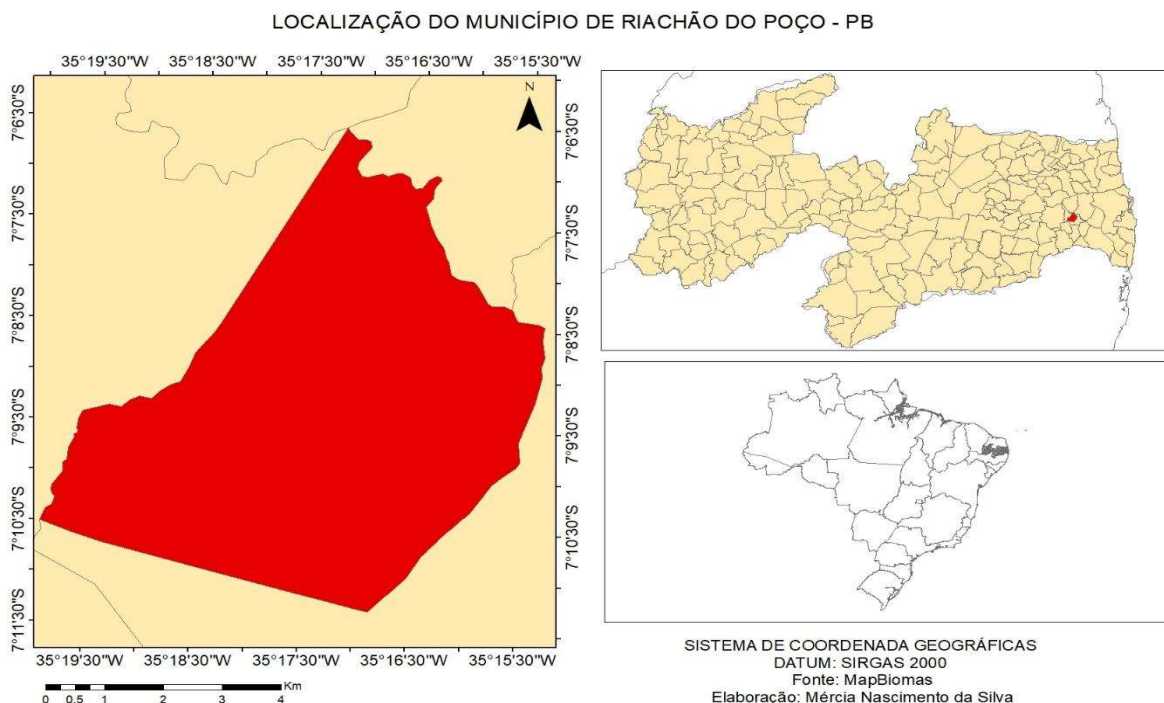 LOCALIZAÇÃO DO MUNICÍPIO DE RIACHÃO DO POÇO - PB
35°19'30"W 35°18'30"W 35°17'30"W 35°16'30"W 35°15'30"W
N
7°6'30"S 7°6'30"S
7°7'30"S 7°7'30"S
7°8'30"S 7°8'30"S
7°9'30"S 7°9'30"S
7°10'30"S 7°10'30"S
7°11'30"S
35°19'30"W 35°18'30"W 35°17'30"W 35°16'30"W 35°15'30"W
Km
0 0.5 1 2 3 4
SISTEMA DE COORDENADA GEOGRÁFICAS
DATUM: SIRGAS 2000
Fonte: MapBiomas
Elaboração: Mércia Nascimento da Silva